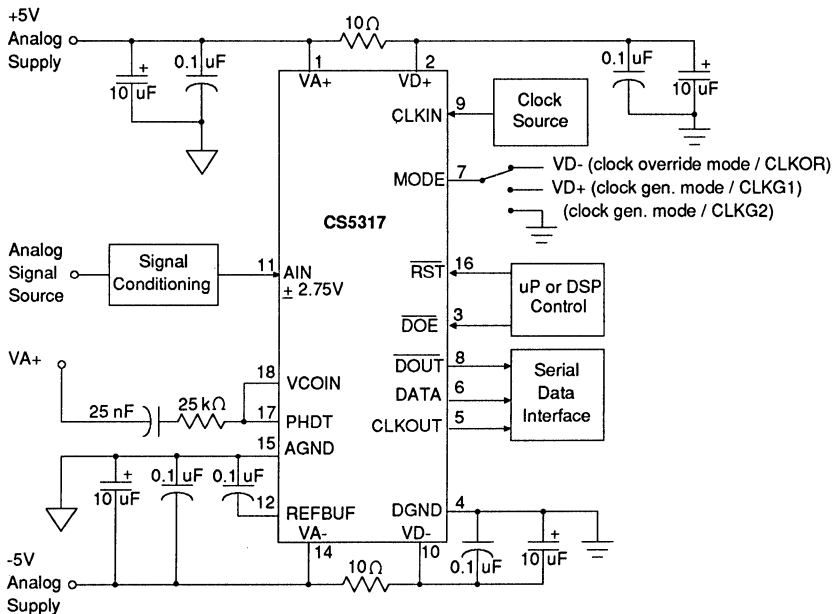 +5V
Analog
Supply
10Ω
+
10 uF
0.1 uF
1
VA+
2
VD+
0.1 uF
+
10 uF
CLKIN
9
Clock
Source
MODE
7
VD- (clock override mode / CLKOR)
VD+ (clock gen. mode / CLKG1)
(clock gen. mode / CLKG2)
CS5317
Analog
Signal
Source
Signal
Conditioning
11
AIN
± 2.75V
RST
16
uP or DSP
Control
DOE
3
VA+
DOUT
8
Serial
Data
Interface
DATA
6
CLKOUT
5
18
VCOIN
25 nF
25 kΩ
17
PHDT
15
AGND
+
10 uF
0.1 uF
0.1 uF
12
REFBUF
DGND
4
VA-
14
VD-
10
0.1 uF
+
10 uF
-5V
Analog
Supply
10Ω